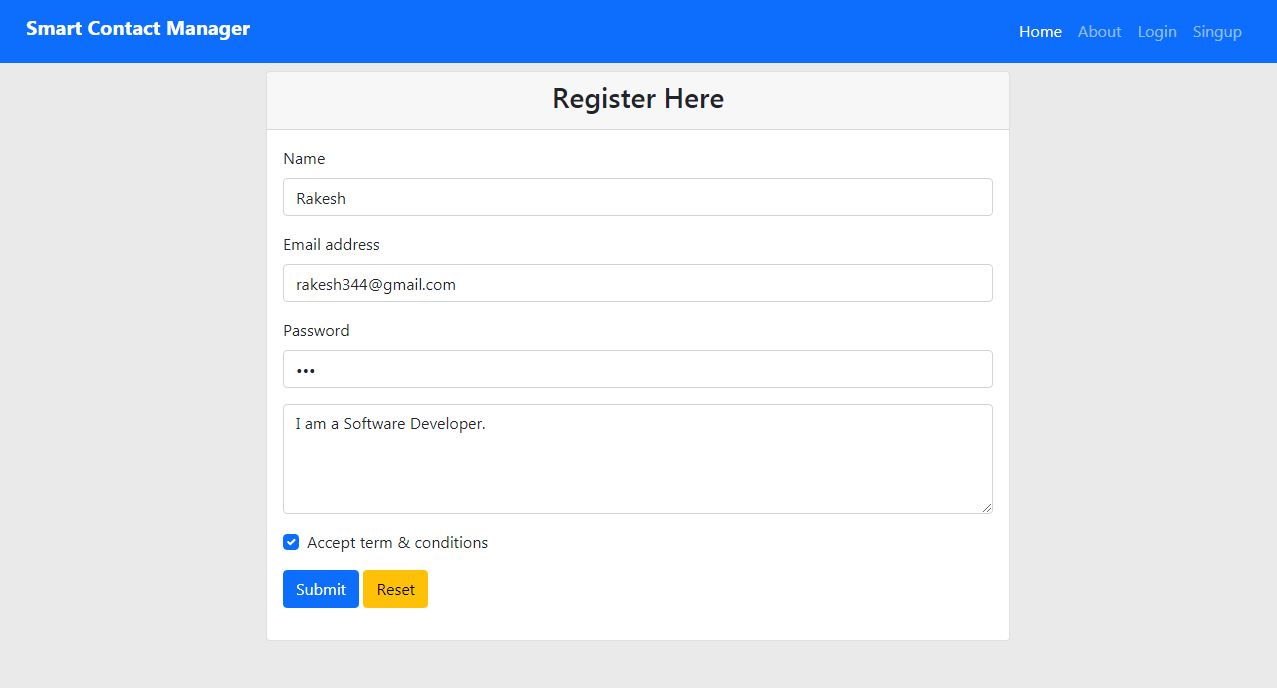 Smart Contact Manager
Home About Login Singup
Register Here
Name
Rakesh
Email address
rakesh344@gmail.com
Password
•••
I am a Software Developer.
Accept term & conditions
Submit Reset